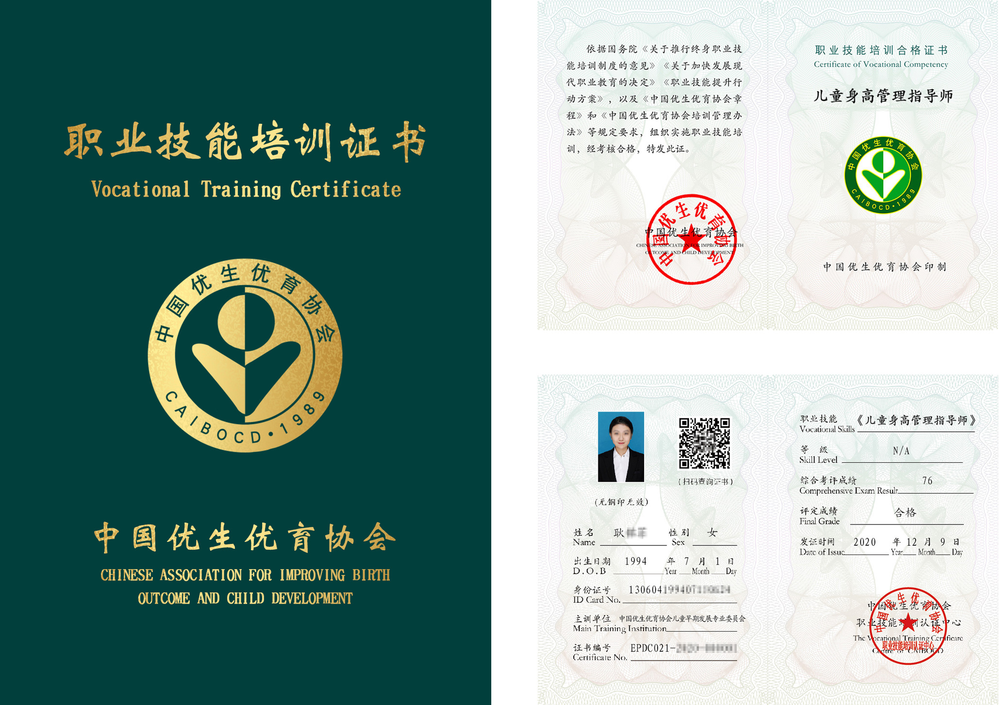 职业技能培训证书
Vocational Training Certificate
中国优生优育协会
CAIBOCD·1989
中国优生优育协会
CHINESE ASSOCIATION FOR IMPROVING BIRTH
OUTCOME AND CHILD DEVELOPMENT
依据国务院《关于推行终身职业技
能培训制度的意见》《关于加快发展现
代职业教育的决定》《职业技能提升行
动方案》，以及《中国优生优育协会章
程》和《中国优生优育协会培训管理办
法》等规定要求，组织实施职业技能培
训，经考核合格，特发此证。
中国优生优育协会
中国优生优育协会
CHINESE ASSOCIATION FOR IMPROVING BIRTH
OUTCOME AND CHILD DEVELOPMENT
职业技能培训合格证书
Certificate of Vocational Competency
儿童身高管理指导师
中国优生优育协会
CAIBOCD·1989
中国优生优育协会印制
(扫码查询证书)
(无钢印无效)
姓名 耿 性别 女
Name Sex
出生日期 1994 年 7 月 1 日
D.O.B Year Month Day
身份证号 130604
ID Card No.
主训单位 中国优生优育协会儿童早期发展专业委员会
Main Training Institution
证书编号 EPDC021-
Certificate No.
职业技能 《儿童身高管理指导师》
Vocational Skills
等 级 N/A
Skill Level
综合考评成绩 76
Comprehensive Exam Result
评定成绩 合格
Final Grade
发证时间 2020 年 12 月 9 日
Date of Issue Year Month Day
中国优生优育协会
中国优生优育协会
职业技能培训认证中心
The Vocational Training Certificare
职业技能培训认证中心
Centre of CAIBOCD